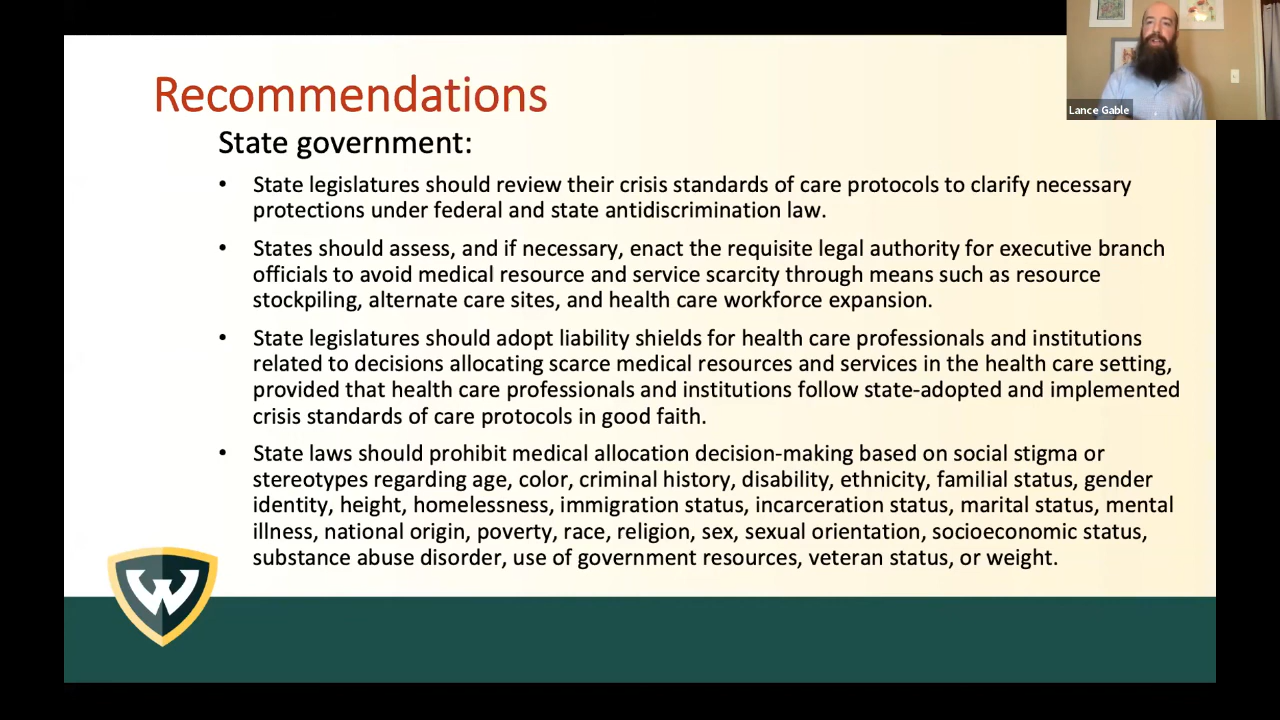 Recommendations
State government:
• State legislatures should review their crisis standards of care protocols to clarify necessary
protections under federal and state antidiscrimination law.
• States should assess, and if necessary, enact the requisite legal authority for executive branch
officials to avoid medical resource and service scarcity through means such as resource
stockpiling, alternate care sites, and health care workforce expansion.
• State legislatures should adopt liability shields for health care professionals and institutions
related to decisions allocating scarce medical resources and services in the health care setting,
provided that health care professionals and institutions follow state-adopted and implemented
crisis standards of care protocols in good faith.
• State laws should prohibit medical allocation decision-making based on social stigma or
stereotypes regarding age, color, criminal history, disability, ethnicity, familial status, gender
identity, height, homelessness, immigration status, incarceration status, marital status, mental
illness, national origin, poverty, race, religion, sex, sexual orientation, socioeconomic status,
substance abuse disorder, use of government resources, veteran status, or weight.
W
Lance Gable